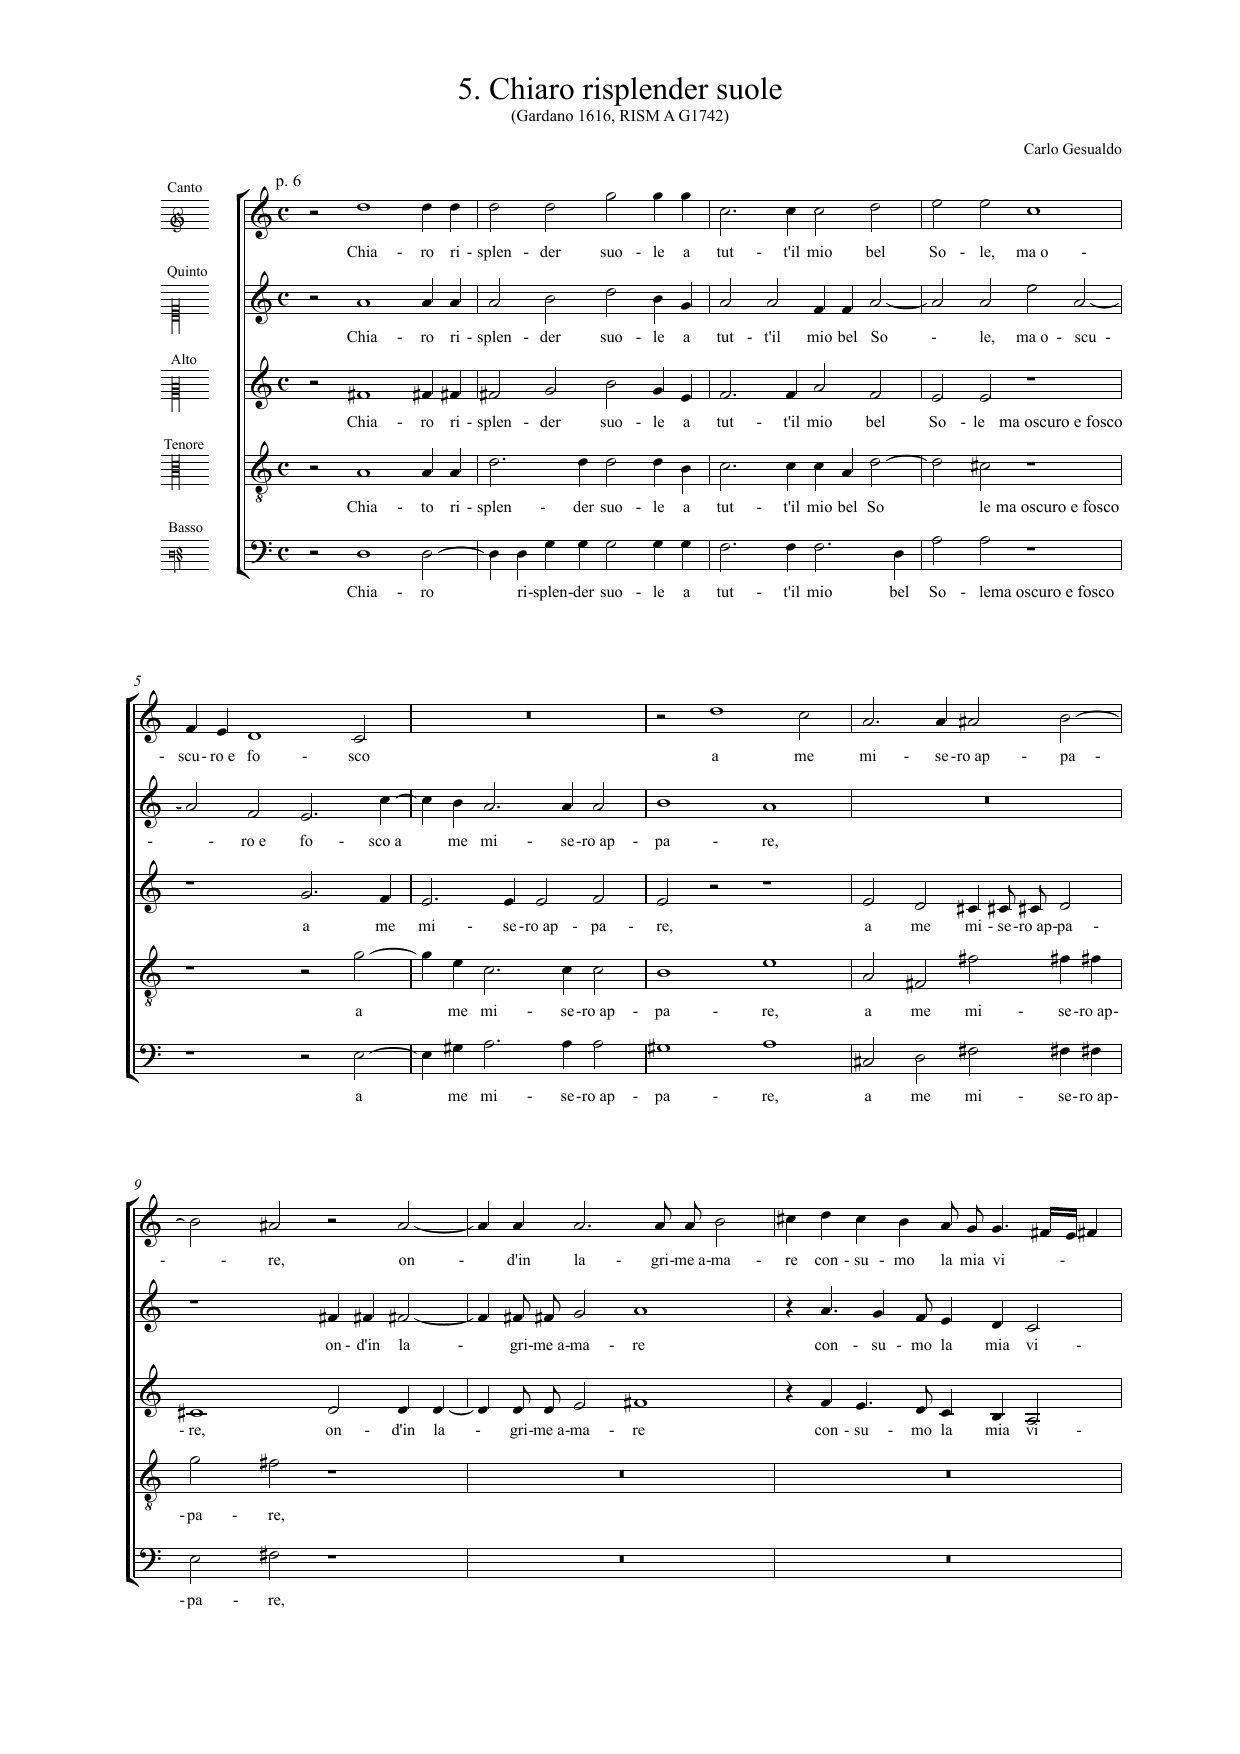 5. Chiaro risplender suole
(Gardano 1616, RISM A G1742)
Carlo Gesualdo
p. 6
Canto
Chia - ro ri - splen - der suo - le a tut - t'il mio bel So - le, ma o -
Quinto
Chia - ro ri - splen - der suo - le a tut - t'il mio bel So - le, ma o - scu -
Alto
Chia - ro ri - splen - der suo - le a tut - t'il mio bel So - le ma oscuro e fosco
Tenore
8
Chia - to ri - splen - der suo - le a tut - t'il mio bel So le ma oscuro e fosco
Basso
Chia - ro ri-splen-der suo - le a tut - t'il mio bel So - lema oscuro e fosco
5
- scu-ro e fo - sco a me mi - se-ro ap - pa -
- - ro e fo - sco a me mi - se-ro ap - pa - re,
a me mi - se-ro ap - pa - re, a me mi - se-ro ap-pa -
8
a me mi - se-ro ap - pa - re, a me mi - se-ro ap-
a me mi - se-ro ap - pa - re, a me mi - se-ro ap-
9
- - re, on - d'in la - gri-me a-ma - re con - su - mo la mia vi -
on - d'in la - gri-me a-ma - re con - su - mo la mia vi -
- re, on - d'in la - gri-me a-ma - re con - su - mo la mia vi -
8
-pa - re,
-pa - re,